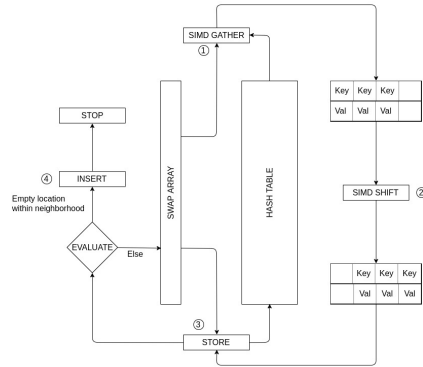 SIMD GATHER
①
Key Key Key
Val Val Val
STOP
SWAP ARRAY
HASH TABLE
④ INSERT
SIMD SHIFT ②
Empty location
within neighborhood
EVALUATE
Else
Key Key Key
Val Val Val
③
STORE